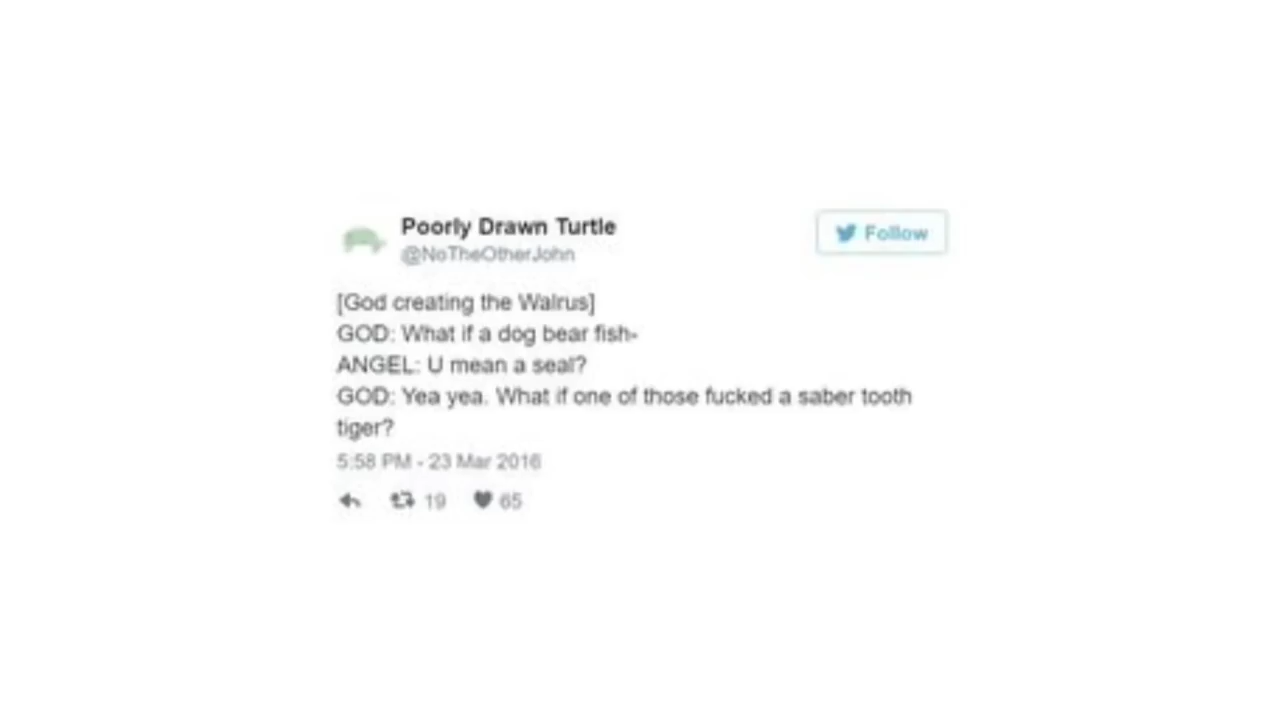 Poorly Drawn Turtle
Follow
@NoTheOtherJohn
[God creating the Walrus]
GOD: What if a dog bear fish-
ANGEL: U mean a seal?
GOD: Yea yea. What if one of those fucked a saber tooth
tiger?
5:58 PM - 23 Mar 2016
19 65